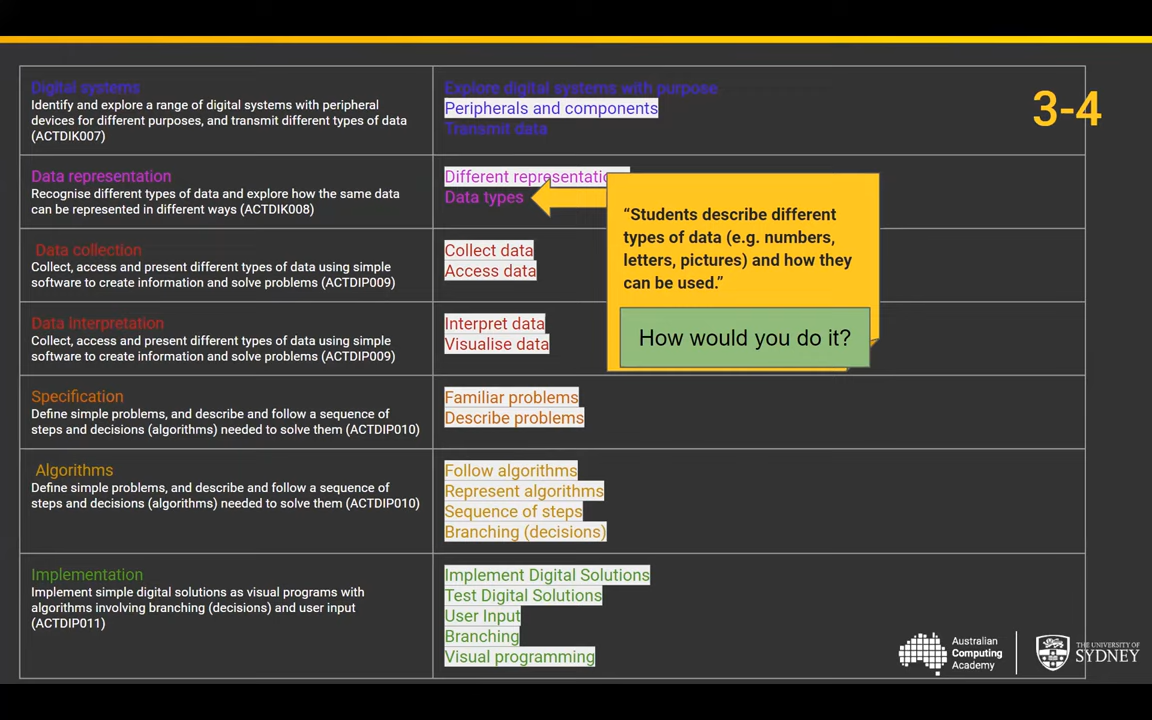 3-4
Digital systems
Identify and explore a range of digital systems with peripheral
devices for different purposes, and transmit different types of data
(ACTDIK007)
Explore digital systems with purpose
Peripherals and components
Transmit data
Data representation
Recognise different types of data and explore how the same data
can be represented in different ways (ACTDIK008)
Different representatio
Data types
“Students describe different
types of data (e.g. numbers,
letters, pictures) and how they
can be used.”
How would you do it?
Data collection
Collect, access and present different types of data using simple
software to create information and solve problems (ACTDIP009)
Collect data
Access data
Data interpretation
Collect, access and present different types of data using simple
software to create information and solve problems (ACTDIP009)
Interpret data
Visualise data
Specification
Define simple problems, and describe and follow a sequence of
steps and decisions (algorithms) needed to solve them (ACTDIP010)
Familiar problems
Describe problems
Algorithms
Define simple problems, and describe and follow a sequence of
steps and decisions (algorithms) needed to solve them (ACTDIP010)
Follow algorithms
Represent algorithms
Sequence of steps
Branching (decisions)
Implementation
Implement simple digital solutions as visual programs with
algorithms involving branching (decisions) and user input
(ACTDIP011)
Implement Digital Solutions
Test Digital Solutions
User Input
Branching
Visual programming
Australian
Computing
Academy
THE UNIVERSITY OF
SYDNEY